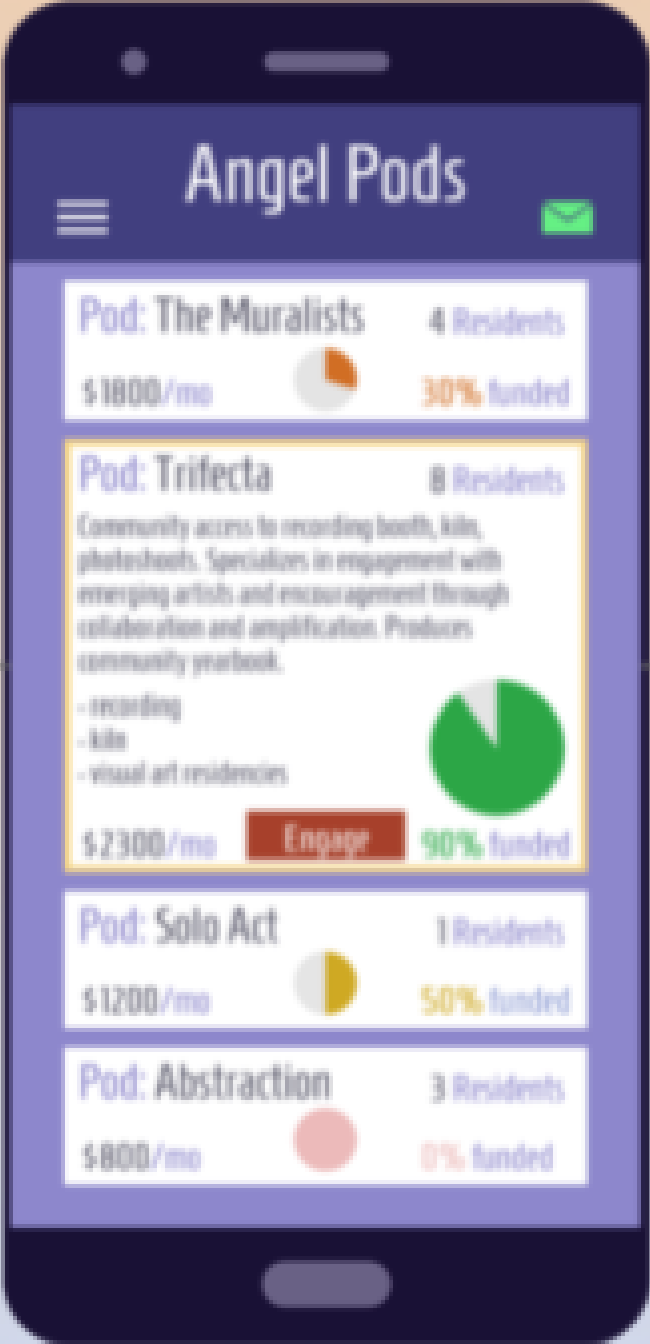 Angel Pods
Pod: The Muralists
4 Residents
$1800/mo
30% funded
Pod: Trifecta
8 Residents
Community access to recording booth, kiln,
photoshoots. Specializes in engagement with
emerging artists and encouragement through
collaboration and amplification. Produces
community yearbook.
- recording
- kiln
- visual art residencies
$2300/mo
Engage
90% funded
Pod: Solo Act
1 Residents
$1200/mo
50% funded
Pod: Abstraction
3 Residents
$800/mo
0% funded